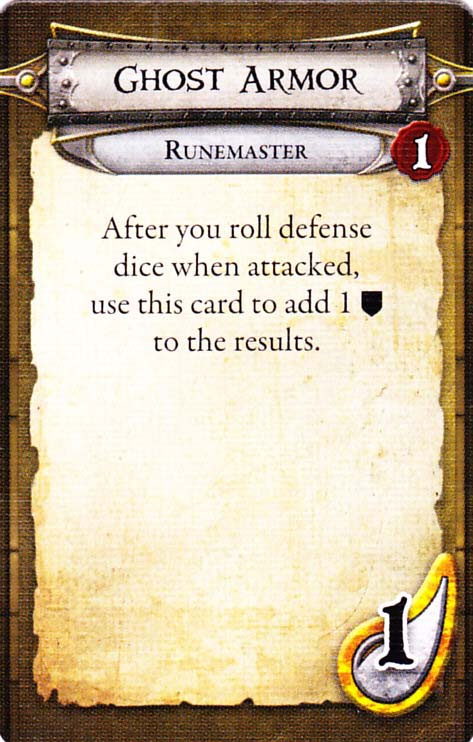 Ghost Armor
Runemaster
1
After you roll defense
dice when attacked,
use this card to add 1
to the results.
1